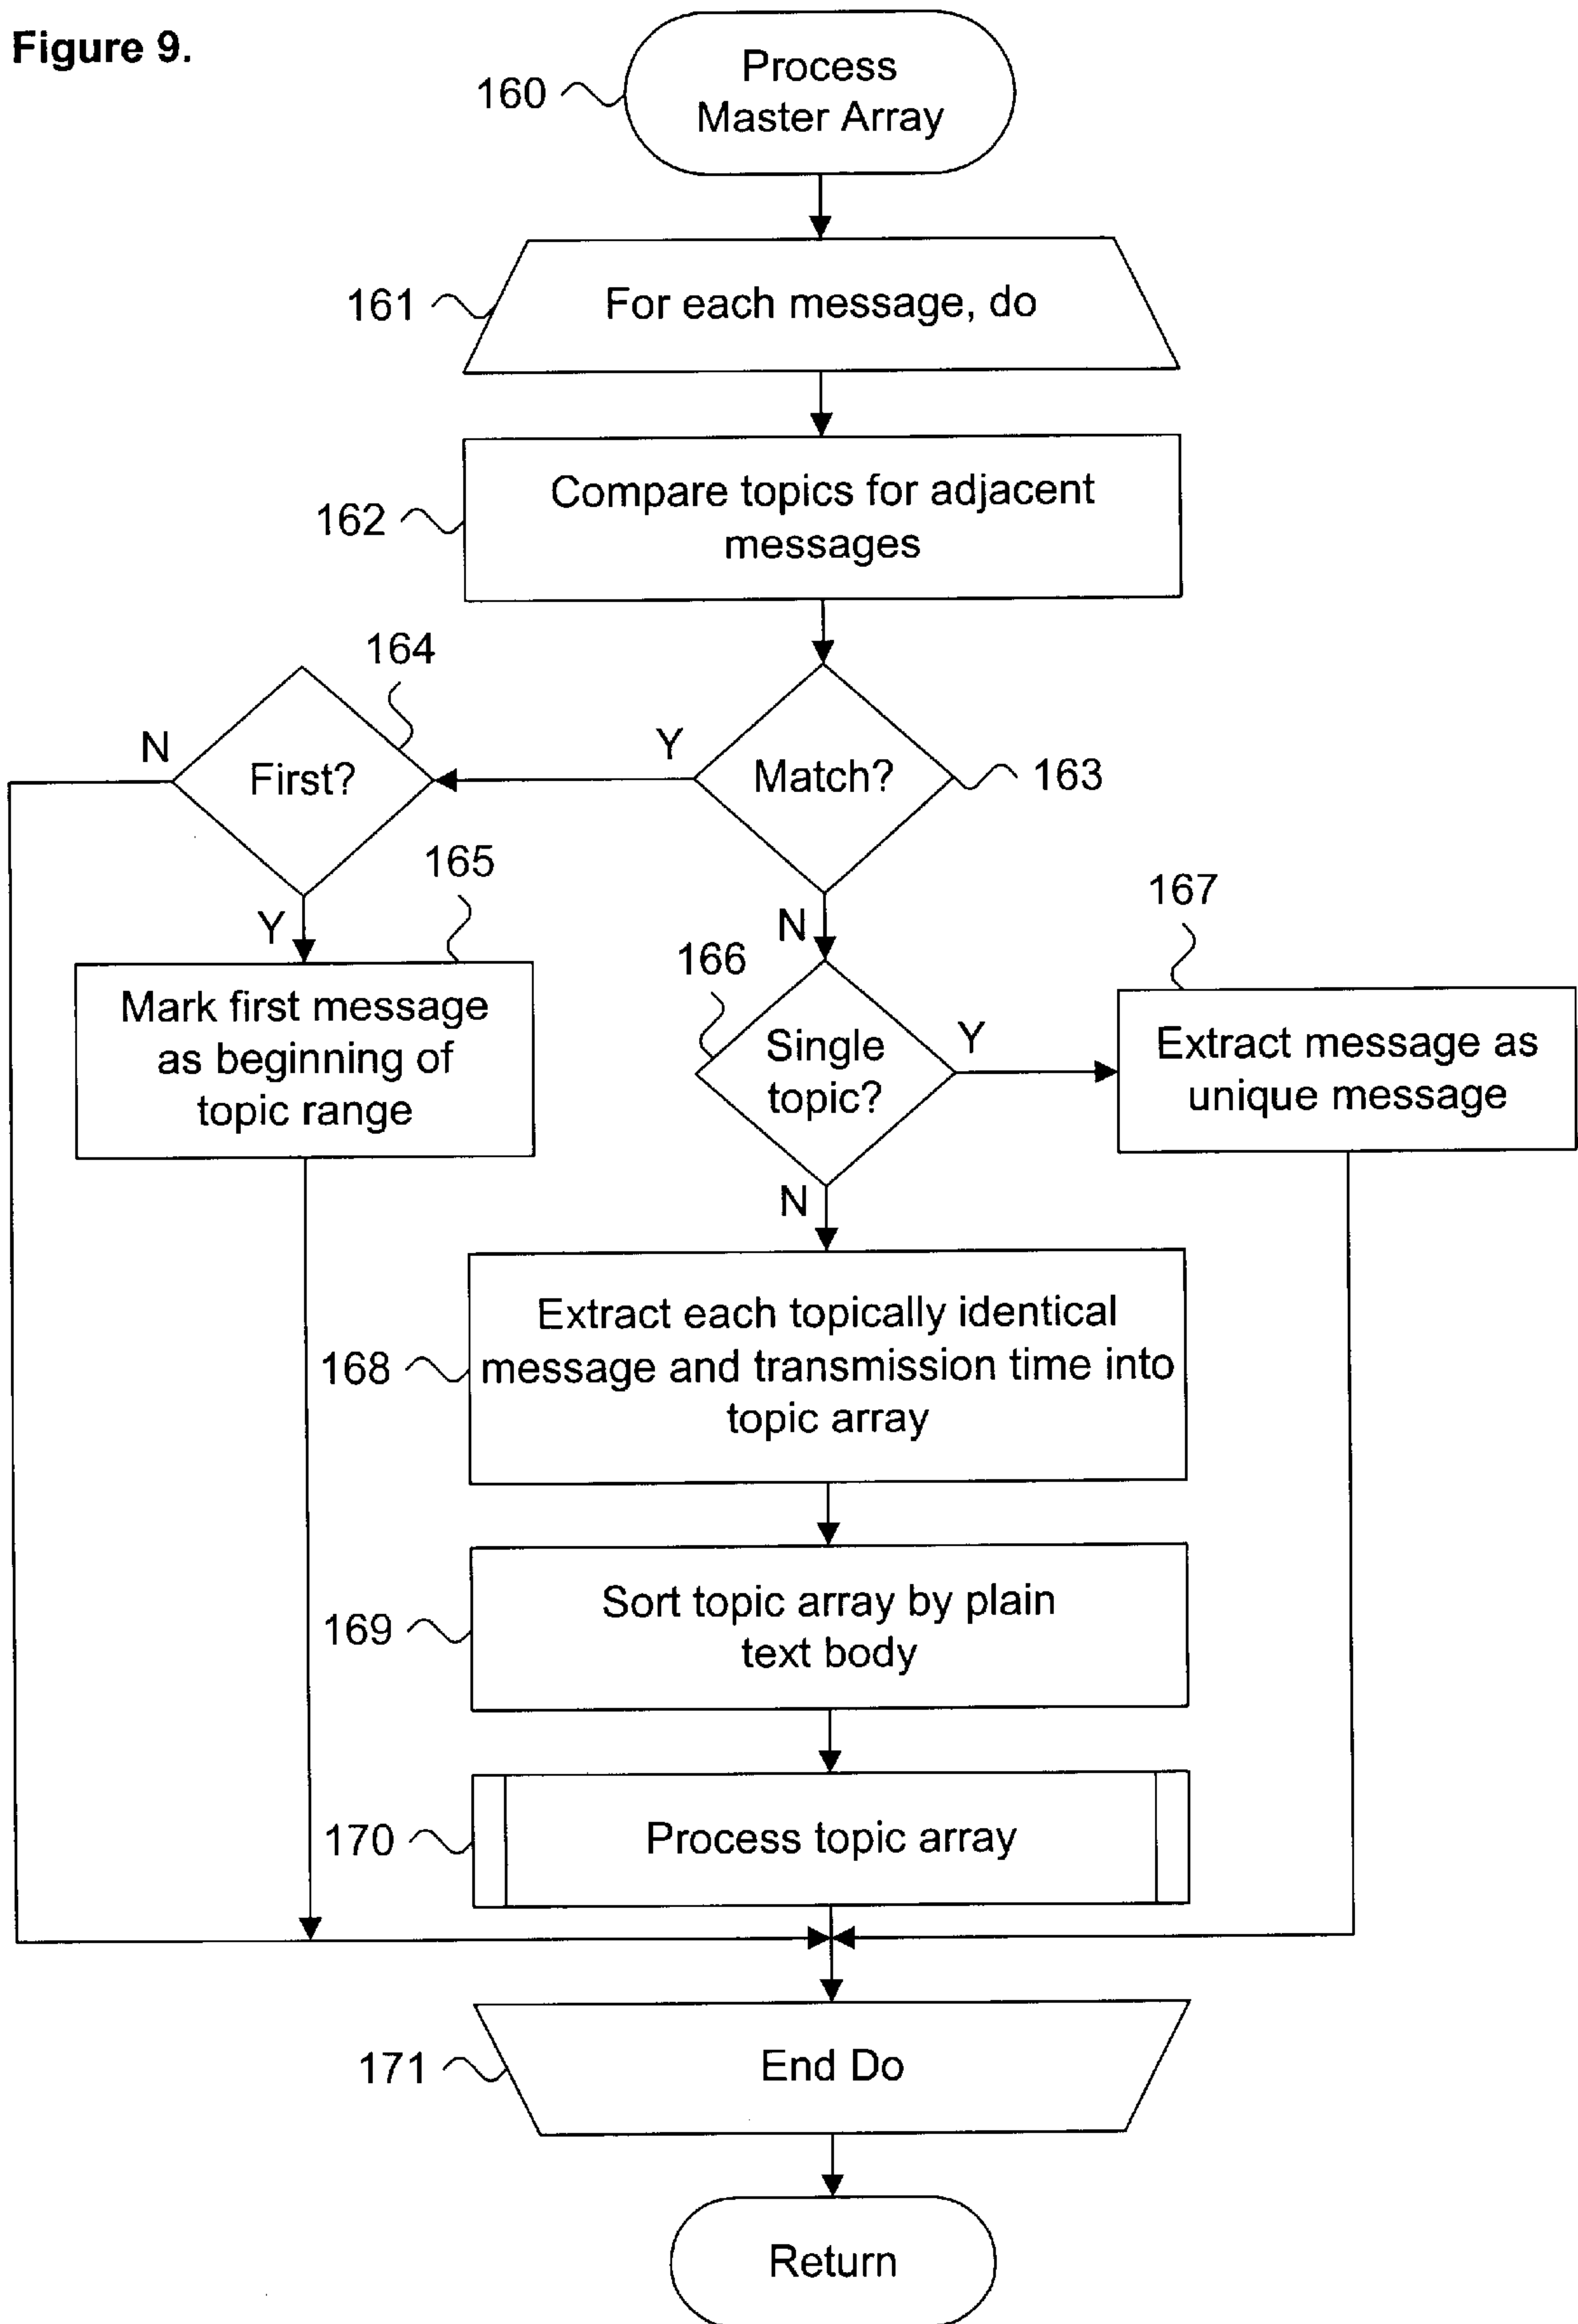 Figure 9.
Process
Master Array
160
For each message, do
161
Compare topics for adjacent
messages
162
164
N
First?
Y
Match?
163
165
Y
Mark first message
as beginning of
topic range
N
166
Single
topic?
Y
167
Extract message as
unique message
N
Extract each topically identical
168
message and transmission time into
topic array
Sort topic array by plain
169
text body
170
Process topic array
171
End Do
Return